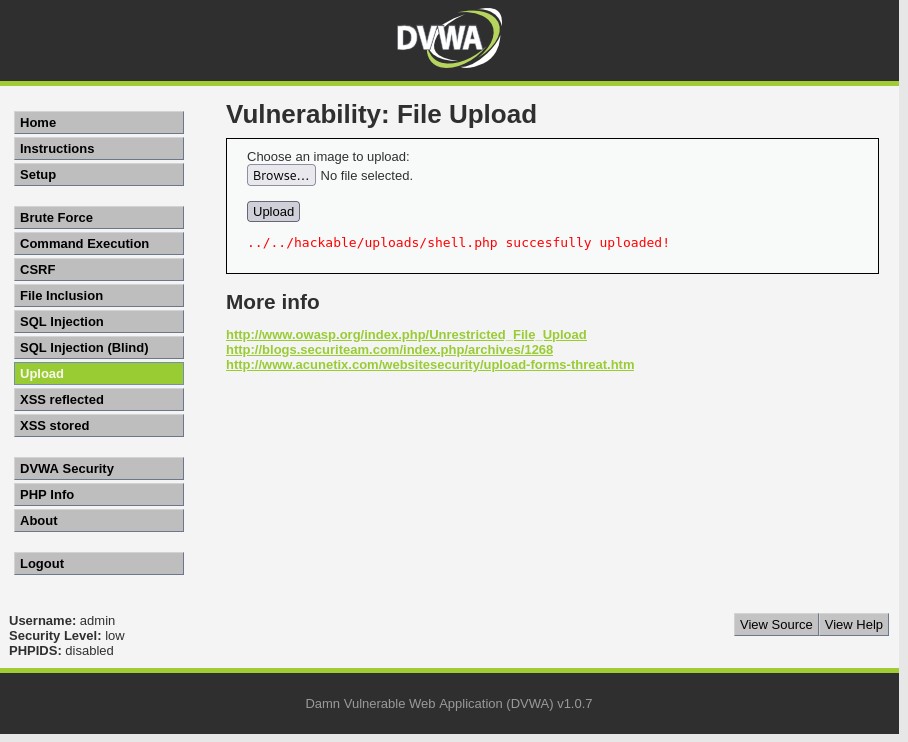 DVWA
Home
Instructions
Setup
Brute Force
Command Execution
CSRF
File Inclusion
SQL Injection
SQL Injection (Blind)
Upload
XSS reflected
XSS stored
DVWA Security
PHP Info
About
Logout
Vulnerability: File Upload
Choose an image to upload:
Browse... No file selected.
Upload
../../hackable/uploads/shell.php succesfully uploaded!
More info
http://www.owasp.org/index.php/Unrestricted_File_Upload
http://blogs.securiteam.com/index.php/archives/1268
http://www.acunetix.com/websitesecurity/upload-forms-threat.htm
Username: admin
Security Level: low
PHPIDS: disabled
View Source View Help
Damn Vulnerable Web Application (DVWA) v1.0.7